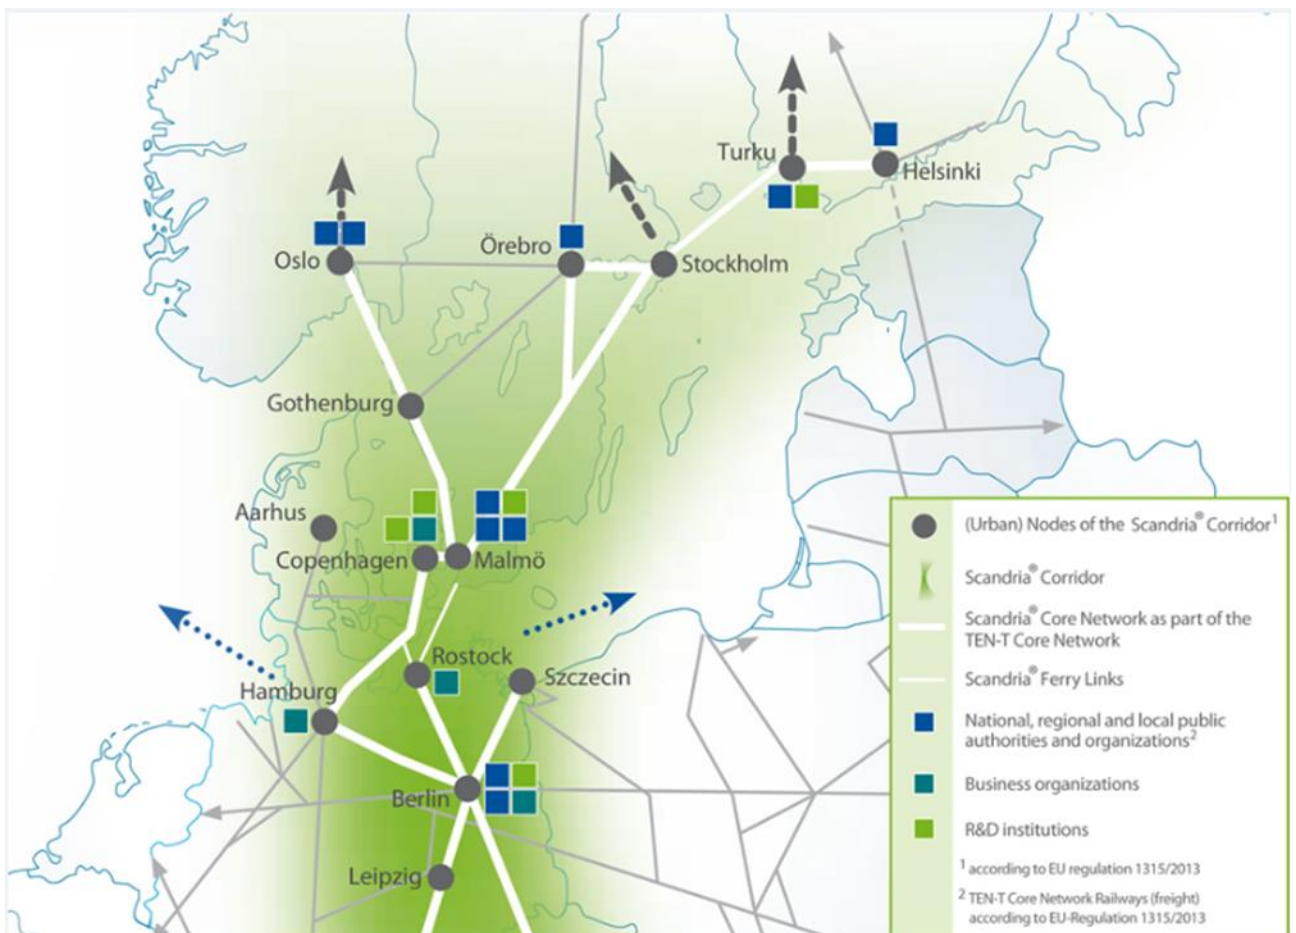 Turku
Helsinki
Örebro
Oslo
Stockholm
Gothenburg
Aarhus
Copenhagen
Malmö
Rostock
Szczecin
Hamburg
Berlin
Leipzig
(Urban) Nodes of the Scandria® Corridor¹
Scandria® Corridor
Scandria® Core Network as part of the
TEN-T Core Network
Scandria® Ferry Links
National, regional and local public
authorities and organizations²
Business organizations
R&D institutions
¹ according to EU regulation 1315/2013
² TEN-T Core Network Railways (freight)
according to EU-Regulation 1315/2013